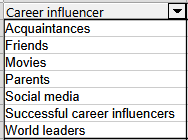 Career influencer
Acquaintances
Friends
Movies
Parents
Social media
Successful career influencers
World leaders